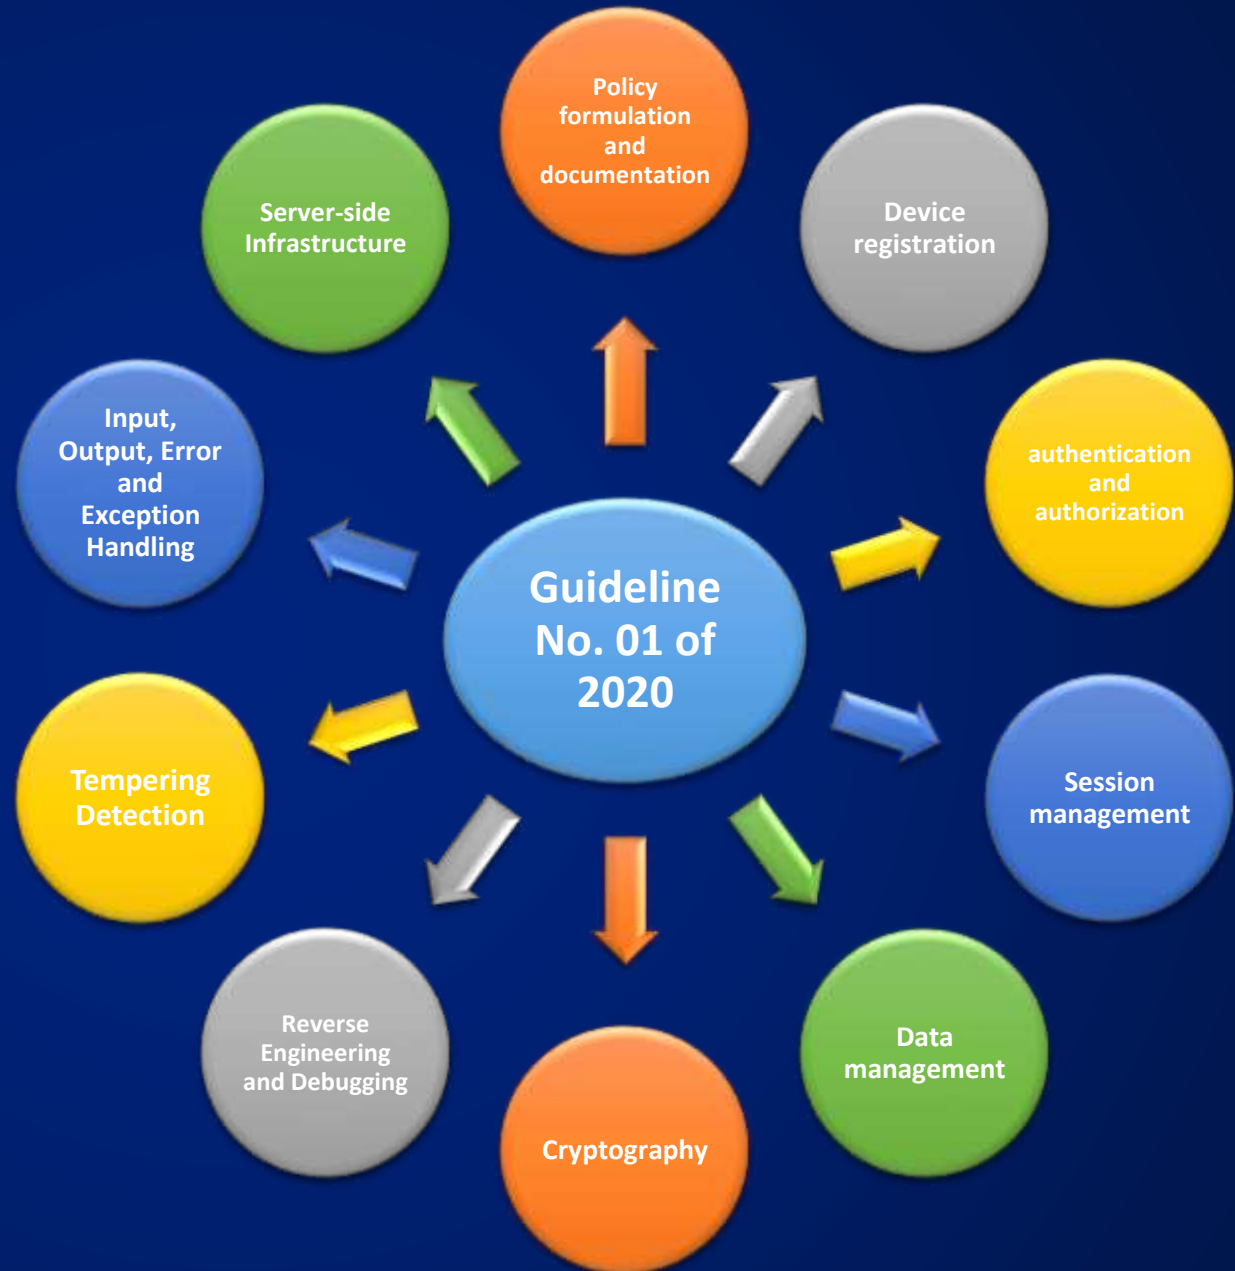 Policy
formulation
and
documentation
Device
registration
authentication
and
authorization
Session
management
Data
management
Cryptography
Reverse
Engineering
and Debugging
Tempering
Detection
Input,
Output, Error
and
Exception
Handling
Server-side
Infrastructure
Guideline
No. 01 of
2020